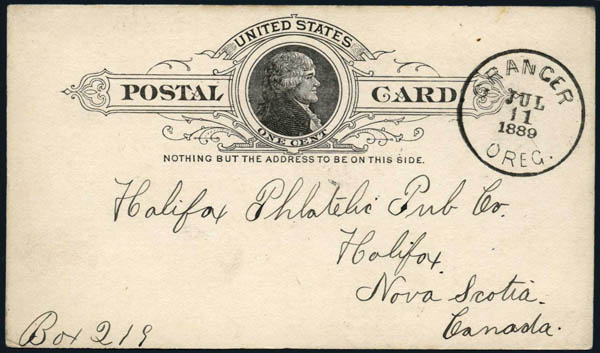 UNITED STATES
POSTAL CARD
ONE CENT
NOTHING BUT THE ADDRESS TO BE ON THIS SIDE.
GRANGER
JUL
11
1889
OREG.
Halifax Philatelic Pub Co.
Halifax
Nova Scotia.
Canada.
Box 219